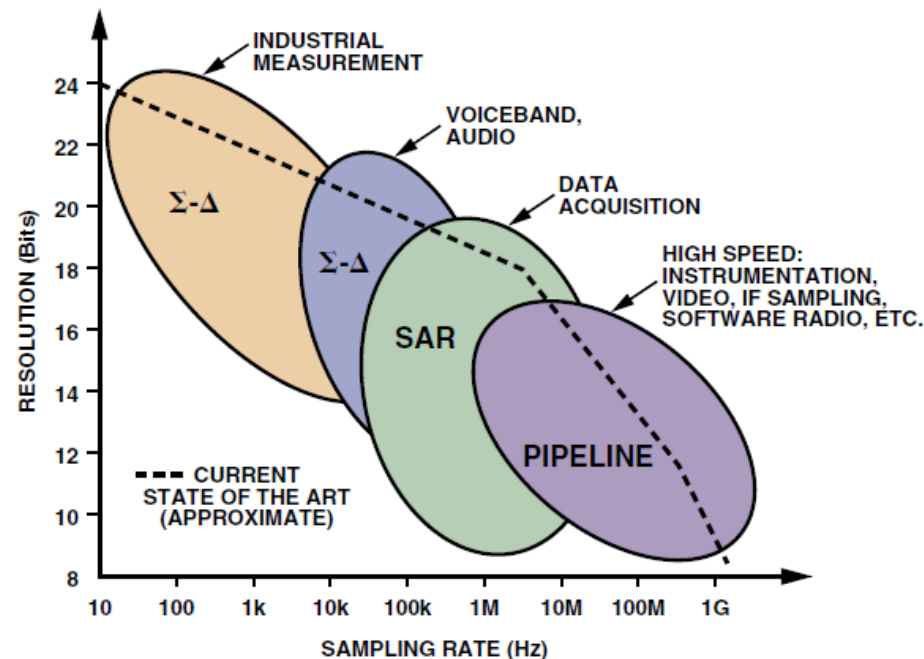 INDUSTRIAL
MEASUREMENT
VOICEBAND,
AUDIO
DATA
ACQUISITION
HIGH SPEED:
INSTRUMENTATION,
VIDEO, IF SAMPLING,
SOFTWARE RADIO, ETC.
24
22
20
18
16
14
12
10
8
RESOLUTION (Bits)
Σ-Δ
Σ-Δ
SAR
PIPELINE
CURRENT
STATE OF THE ART
(APPROXIMATE)
10 100 1k 10k 100k 1M 10M 100M 1G
SAMPLING RATE (Hz)